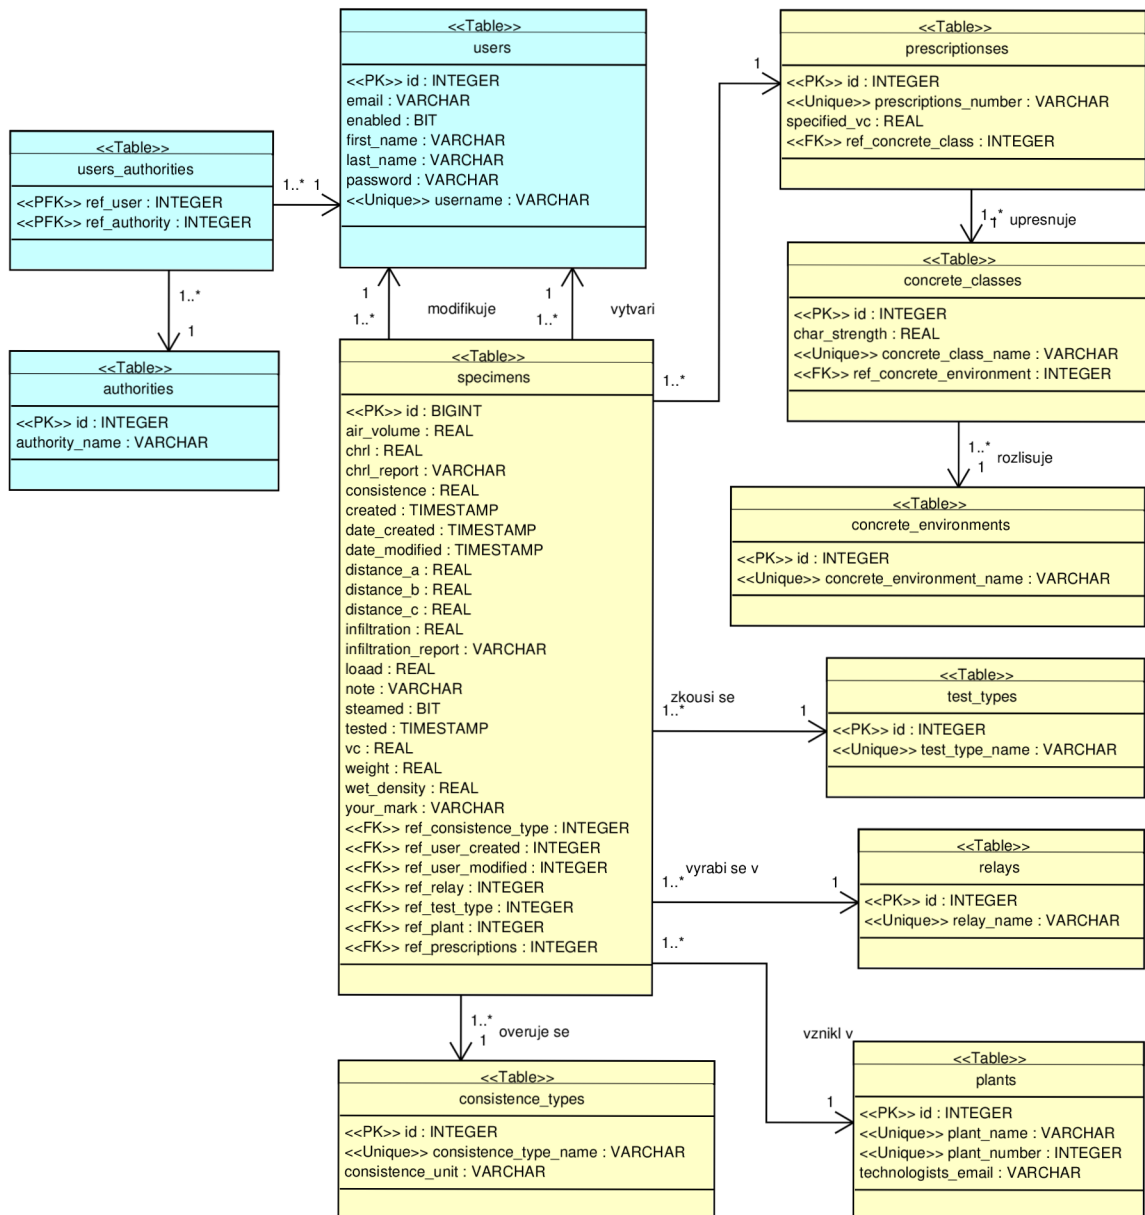 <<Table>>
users
<<PK>> id : INTEGER
email : VARCHAR
enabled : BIT
first_name : VARCHAR
last_name : VARCHAR
password : VARCHAR
<<Unique>> username : VARCHAR
<<Table>>
prescriptionses
<<PK>> id : INTEGER
<<Unique>> prescriptions_number : VARCHAR
specified_vc : REAL
<<FK>> ref_concrete_class : INTEGER
1
<<Table>>
users_authorities
<<PFK>> ref_user : INTEGER
<<PFK>> ref_authority : INTEGER
1..* 1
1..*
1
<<Table>>
authorities
<<PK>> id : INTEGER
authority_name : VARCHAR
1
1..*
modifikuje
1
1..*
vytvari
1..*
1 upresnuje
<<Table>>
concrete_classes
<<PK>> id : INTEGER
char_strength : REAL
<<Unique>> concrete_class_name : VARCHAR
<<FK>> ref_concrete_environment : INTEGER
1..*
1 rozlisuje
<<Table>>
concrete_environments
<<PK>> id : INTEGER
<<Unique>> concrete_environment_name : VARCHAR
<<Table>>
specimens
1..*
<<PK>> id : BIGINT
air_volume : REAL
chrl : REAL
chrl_report : VARCHAR
consistence : REAL
created : TIMESTAMP
date_created : TIMESTAMP
date_modified : TIMESTAMP
distance_a : REAL
distance_b : REAL
distance_c : REAL
infiltration : REAL
infiltration_report : VARCHAR
loaad : REAL
note : VARCHAR
steamed : BIT
tested : TIMESTAMP
vc : REAL
weight : REAL
wet_density : REAL
your_mark : VARCHAR
<<FK>> ref_consistence_type : INTEGER
<<FK>> ref_user_created : INTEGER
<<FK>> ref_user_modified : INTEGER
<<FK>> ref_relay : INTEGER
<<FK>> ref_test_type : INTEGER
<<FK>> ref_plant : INTEGER
<<FK>> ref_prescriptions : INTEGER
zkousi se
1..*
1
<<Table>>
test_types
<<PK>> id : INTEGER
<<Unique>> test_type_name : VARCHAR
vyrabi se v
1..*
1
<<Table>>
relays
<<PK>> id : INTEGER
<<Unique>> relay_name : VARCHAR
1..*
vznikl v
1
<<Table>>
plants
<<PK>> id : INTEGER
<<Unique>> plant_name : VARCHAR
<<Unique>> plant_number : INTEGER
technologists_email : VARCHAR
1..*
1 overuje se
<<Table>>
consistence_types
<<PK>> id : INTEGER
<<Unique>> consistence_type_name : VARCHAR
consistence_unit : VARCHAR